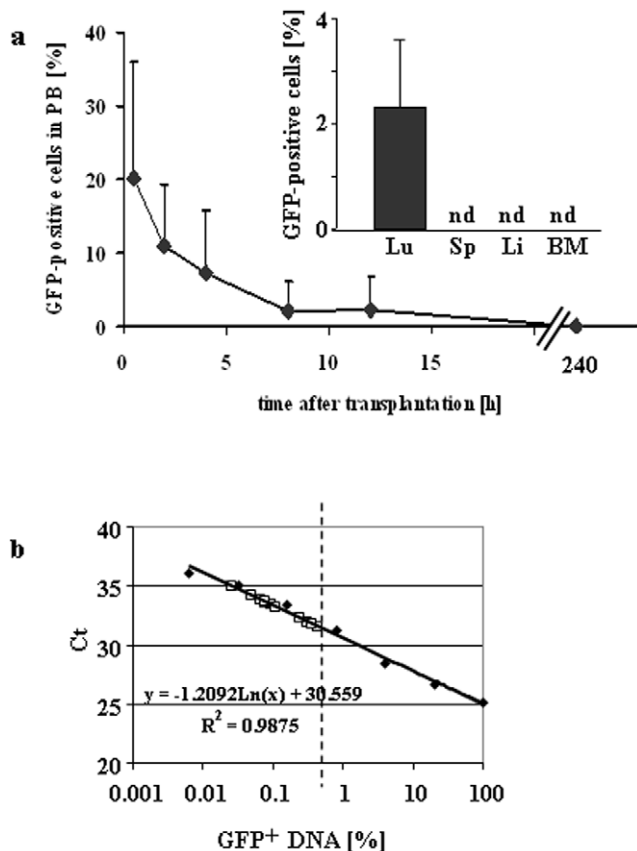 a
GFP-positive cells in PB [%]
40
30
20
10
0
0 5 10 15 240
time after transplantation [h]
GFP-positive cells [%]
4
2
0
nd nd nd
Lu Sp Li BM
b
Ct
40
35
30
25
20
y = -1.2092Ln(x) + 30.559
R² = 0.9875
0.001 0.01 0.1 1 10 100
GFP⁺ DNA [%]